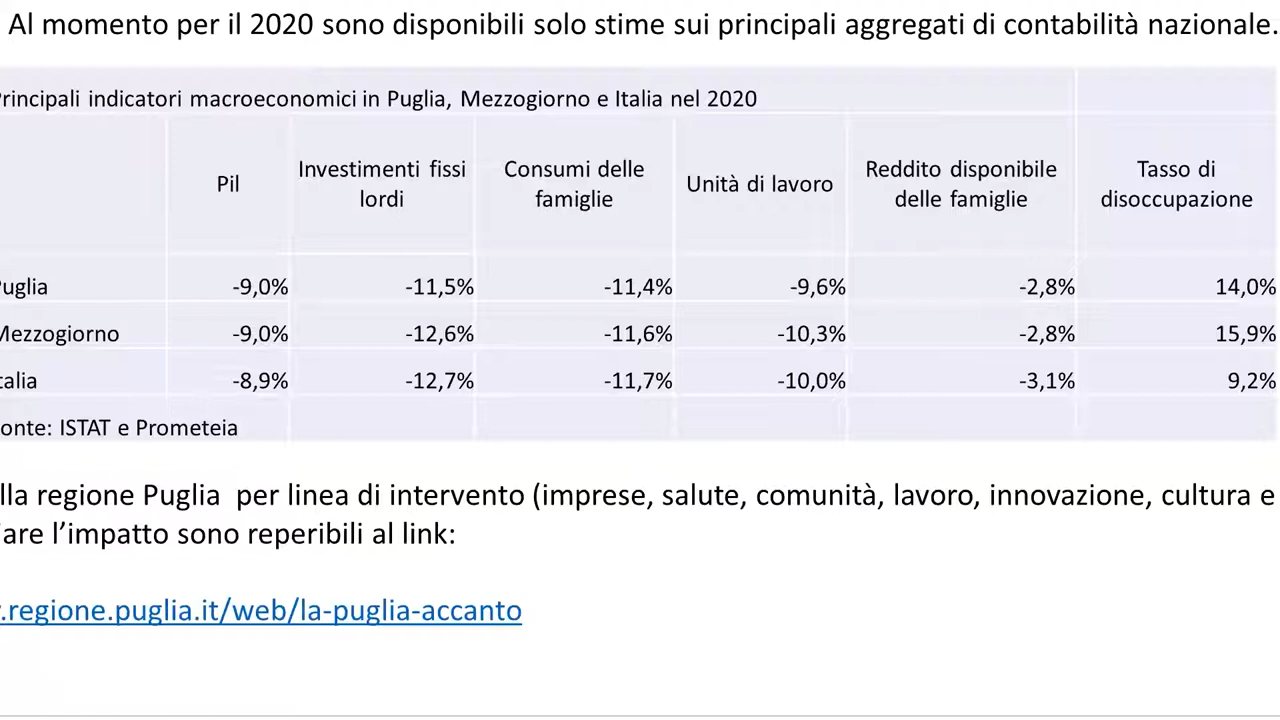 Al momento per il 2020 sono disponibili solo stime sui principali aggregati di contabilità nazionale.
Principali indicatori macroeconomici in Puglia, Mezzogiorno e Italia nel 2020
Pil Investimenti fissi lordi Consumi delle famiglie Unità di lavoro Reddito disponibile delle famiglie Tasso di disoccupazione
Puglia -9,0% -11,5% -11,4% -9,6% -2,8% 14,0%
Mezzogiorno -9,0% -12,6% -11,6% -10,3% -2,8% 15,9%
Italia -8,9% -12,7% -11,7% -10,0% -3,1% 9,2%
Fonte: ISTAT e Prometeia
lla regione Puglia per linea di intervento (imprese, salute, comunità, lavoro, innovazione, cultura e
are l’impatto sono reperibili al link:
.regione.puglia.it/web/la-puglia-accanto